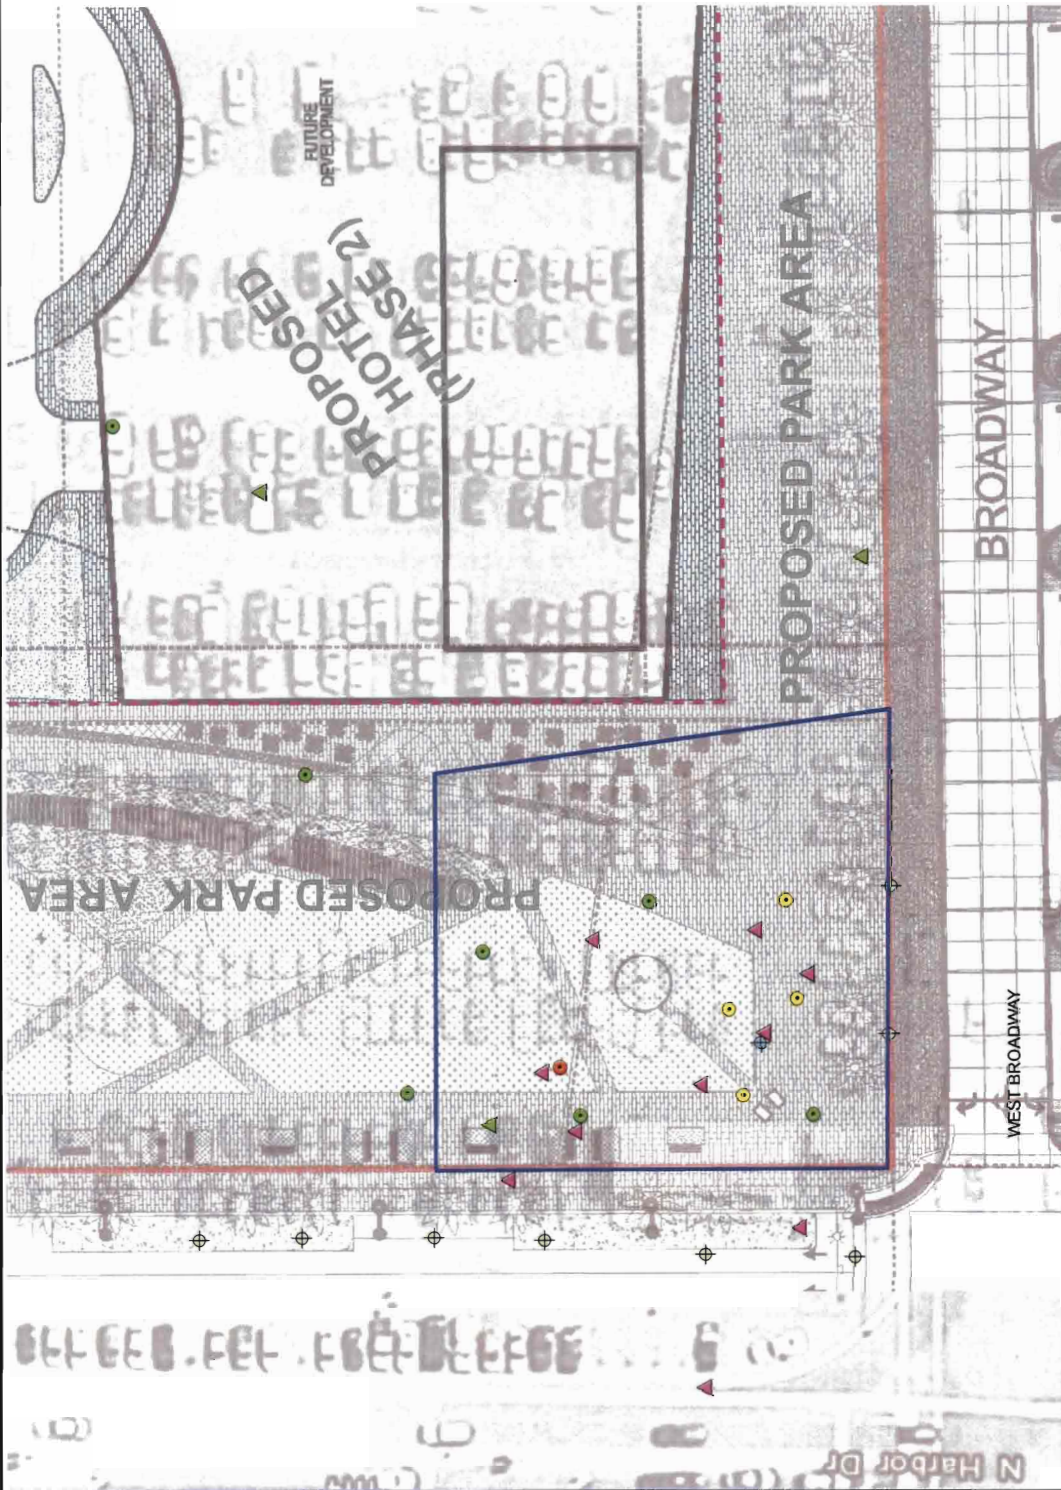 FUTURE
DEVELOPMENT
PROPOSED
HOTEL
(PHASE 2)
PROPOSED PARK AREA
BROADWAY
PROPOSED PARK AREA
WEST BROADWAY
N Harbor Dr